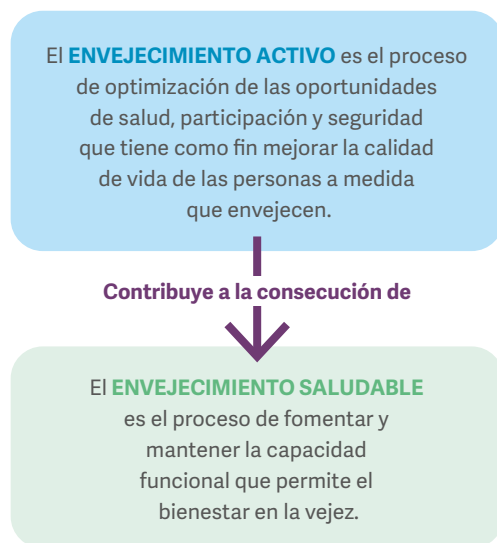 El ENVEJECIMIENTO ACTIVO es el proceso
de optimización de las oportunidades
de salud, participación y seguridad
que tiene como fin mejorar la calidad
de vida de las personas a medida
que envejecen.
Contribuye a la consecución de
El ENVEJECIMIENTO SALUDABLE
es el proceso de fomentar y
mantener la capacidad
funcional que permite el
bienestar en la vejez.